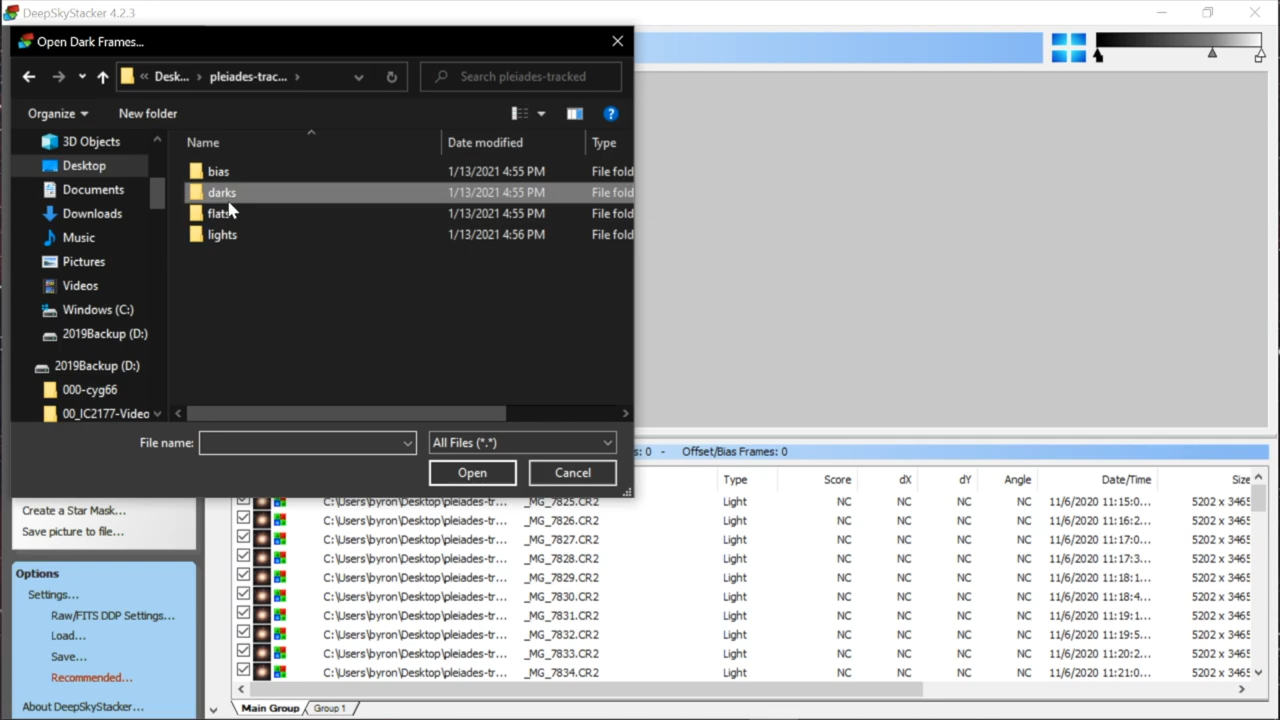 DeepSkyStacker 4.2.3
Open Dark Frames...
« Desk... › pleiades-trac... ›
Search pleiades-tracked
Organize
New folder
3D Objects
Desktop
Documents
Downloads
Music
Pictures
Videos
Windows (C:)
2019Backup (D:)
2019Backup (D:)
000-cyg66
00_IC2177-Video
Name Date modified Type
bias 1/13/2021 4:55 PM File fold
darks 1/13/2021 4:55 PM File fold
flats 1/13/2021 4:55 PM File fold
lights 1/13/2021 4:56 PM File fold
File name: All Files (*.*)
Open Cancel
s: 0 - Offset/Bias Frames: 0
Type Score dX dY Angle Date/Time Size
C:\Users\byron\Desktop\pleiades-tr... _MG_7825.CR2 Light NC NC NC NC 11/6/2020 11:15:0... 5202 x 3465
C:\Users\byron\Desktop\pleiades-tr... _MG_7826.CR2 Light NC NC NC NC 11/6/2020 11:16:2... 5202 x 3465
C:\Users\byron\Desktop\pleiades-tr... _MG_7827.CR2 Light NC NC NC NC 11/6/2020 11:17:0... 5202 x 3465
C:\Users\byron\Desktop\pleiades-tr... _MG_7828.CR2 Light NC NC NC NC 11/6/2020 11:17:3... 5202 x 3465
C:\Users\byron\Desktop\pleiades-tr... _MG_7829.CR2 Light NC NC NC NC 11/6/2020 11:18:1... 5202 x 3465
C:\Users\byron\Desktop\pleiades-tr... _MG_7830.CR2 Light NC NC NC NC 11/6/2020 11:18:4... 5202 x 3465
C:\Users\byron\Desktop\pleiades-tr... _MG_7831.CR2 Light NC NC NC NC 11/6/2020 11:19:1... 5202 x 3465
C:\Users\byron\Desktop\pleiades-tr... _MG_7832.CR2 Light NC NC NC NC 11/6/2020 11:19:5... 5202 x 3465
C:\Users\byron\Desktop\pleiades-tr... _MG_7833.CR2 Light NC NC NC NC 11/6/2020 11:20:2... 5202 x 3465
C:\Users\byron\Desktop\pleiades-tr... _MG_7834.CR2 Light NC NC NC NC 11/6/2020 11:21:0... 5202 x 3465
Create a Star Mask...
Save picture to file...
Options
Settings...
Raw/FITS DDP Settings...
Load...
Save...
Recommended...
About DeepSkyStacker...
Main Group Group 1